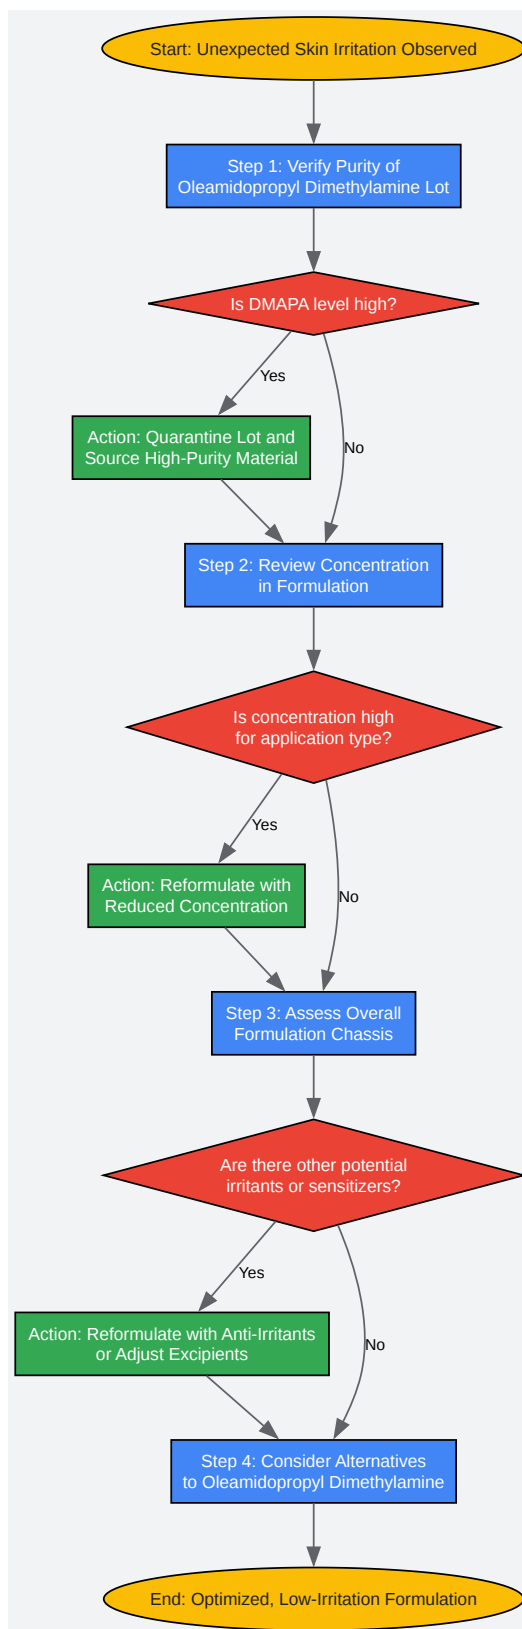 Start: Unexpected Skin Irritation Observed
Step 1: Verify Purity of
Oleamidopropyl Dimethylamine Lot
Is DMAPA level high?
Yes
Action: Quarantine Lot and
Source High-Purity Material
No
Step 2: Review Concentration
in Formulation
Is concentration high
for application type?
Yes
Action: Reformulate with
Reduced Concentration
No
Step 3: Assess Overall
Formulation Chassis
Are there other potential
irritants or sensitizers?
Yes
Action: Reformulate with Anti-Irritants
or Adjust Excipients
No
Step 4: Consider Alternatives
to Oleamidopropyl Dimethylamine
End: Optimized, Low-Irritation Formulation